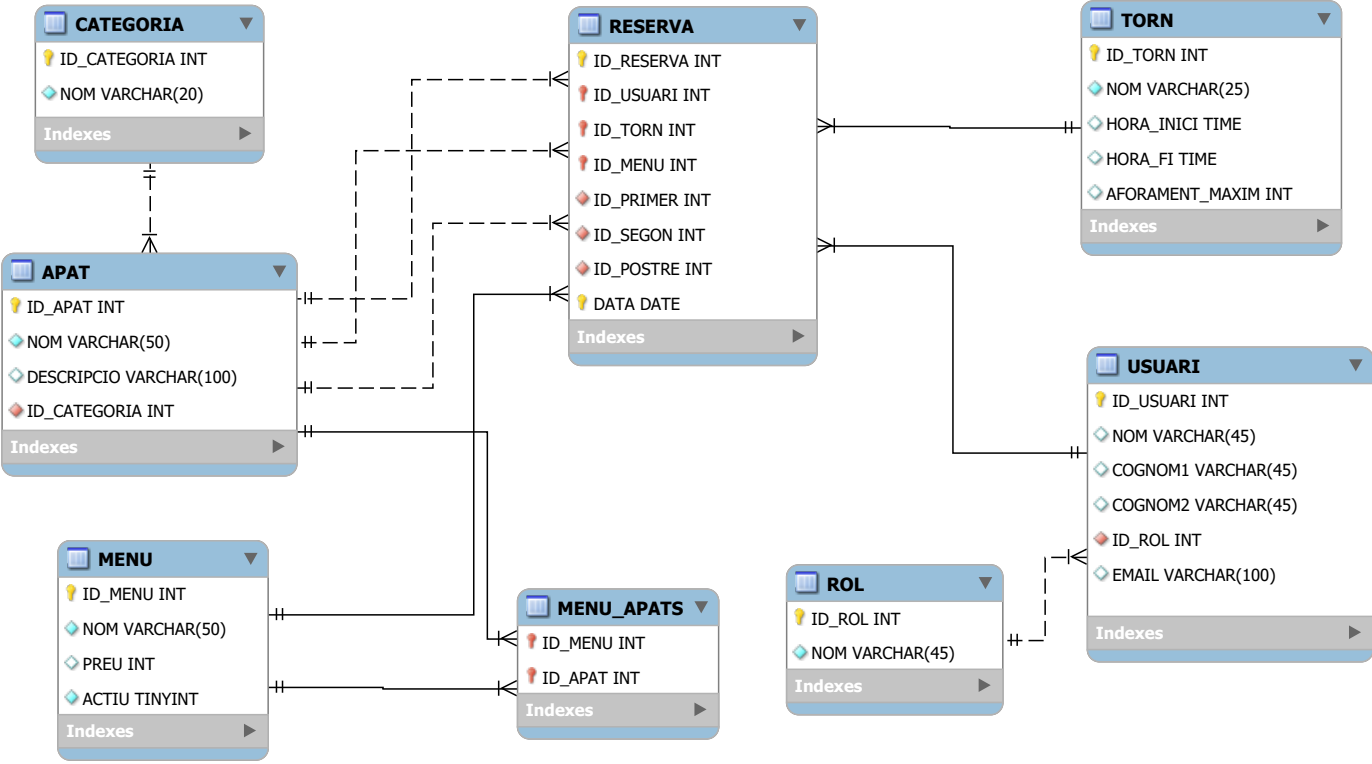 CATEGORIA
ID_CATEGORIA INT
NOM VARCHAR(20)
Indexes
RESERVA
ID_RESERVA INT
ID_USUARI INT
ID_TORN INT
ID_MENU INT
ID_PRIMER INT
ID_SEGON INT
ID_POSTRE INT
DATA DATE
Indexes
TORN
ID_TORN INT
NOM VARCHAR(25)
HORA_INICI TIME
HORA_FI TIME
AFORAMENT_MAXIM INT
Indexes
APAT
ID_APAT INT
NOM VARCHAR(50)
DESCRIPCIO VARCHAR(100)
ID_CATEGORIA INT
Indexes
USUARI
ID_USUARI INT
NOM VARCHAR(45)
COGNOM1 VARCHAR(45)
COGNOM2 VARCHAR(45)
ID_ROL INT
EMAIL VARCHAR(100)
Indexes
MENU
ID_MENU INT
NOM VARCHAR(50)
PREU INT
ACTIU TINYINT
Indexes
MENU_APATS
ID_MENU INT
ID_APAT INT
Indexes
ROL
ID_ROL INT
NOM VARCHAR(45)
Indexes